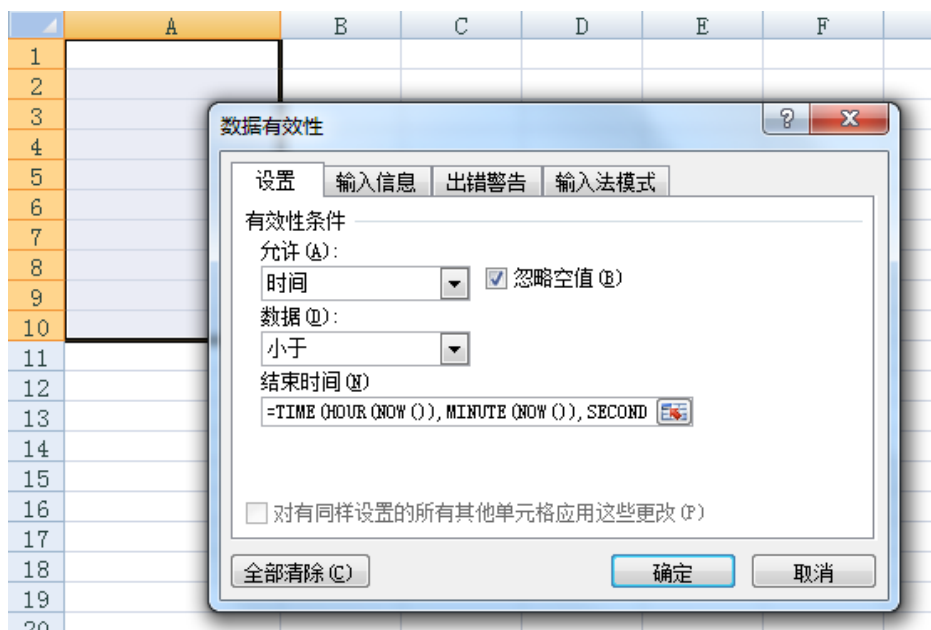 A B C D E F
1
2
3
数据有效性
4
5
设置 输入信息 出错警告 输入法模式
6
有效性条件
7
允许(A):
8
时间 忽略空值(B)
9
数据(D):
10
小于
11
结束时间(N)
12
=TIME(HOUR(NOW()),MINUTE(NOW()),SECOND
13
14
15
16
对有同样设置的所有其他单元格应用这些更改(P)
17
18
全部清除(C) 确定 取消
19
20